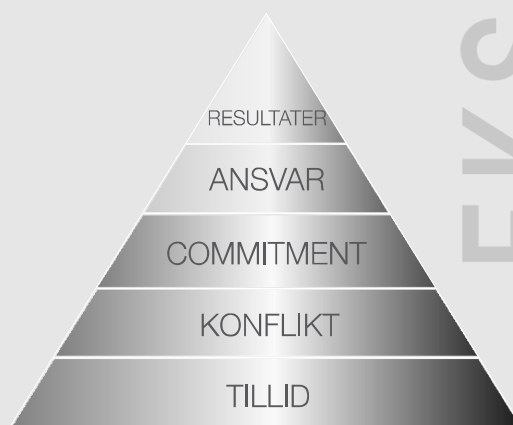 RESULTATER
ANSVAR
COMMITMENT
KONFLIKT
TILLID